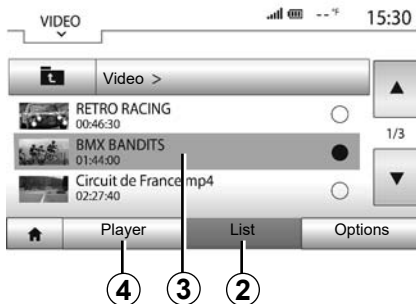 VIDEO
--°F
15:30
Video >
RETRO RACING
00:46:30
BMX BANDITS
01:44:00
1/3
Circuit de France mp4
02:27:40
Player
List
Options
4
3
2